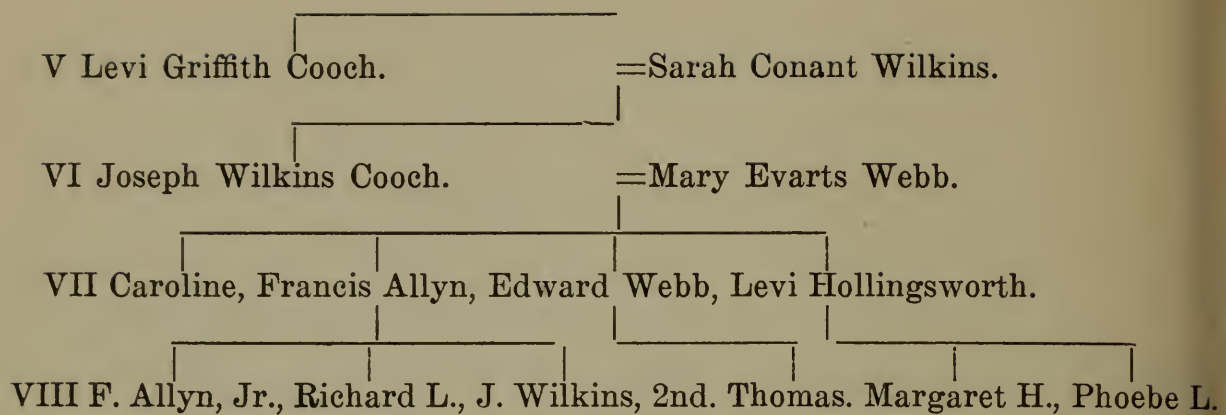 V Levi Griffith Cooch. =Sarah Conant Wilkins.
VI Joseph Wilkins Cooch. =Mary Evarts Webb.
VII Caroline, Francis Allyn, Edward Webb, Levi Hollingsworth.
VIII F. Allyn, Jr., Richard L., J. Wilkins, 2nd. Thomas. Margaret H., Phoebe L.